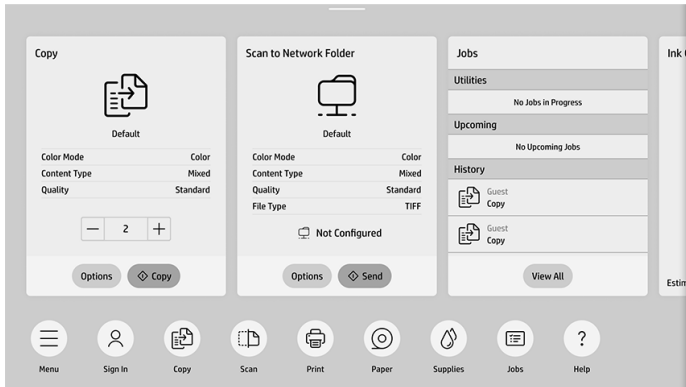 Copy
Default
Color Mode Color
Content Type Mixed
Quality Standard
2
Options Copy
Scan to Network Folder
Default
Color Mode Color
Content Type Mixed
Quality Standard
File Type TIFF
Not Configured
Options Send
Jobs
Utilities
No Jobs in Progress
Upcoming
No Upcoming Jobs
History
Guest
Copy
Guest
Copy
View All
Ink
Menu Sign In Copy Scan Print Paper Supplies Jobs Help